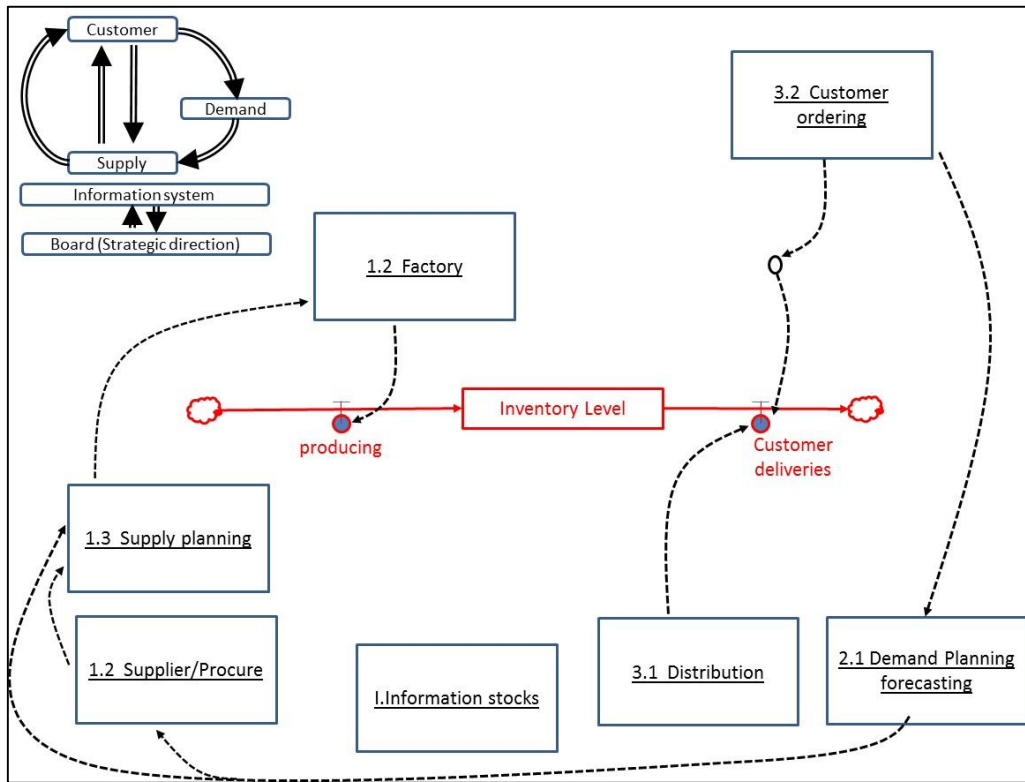 Customer
Demand
Supply
Information system
Board (Strategic direction)
3.2 Customer
ordering
1.2 Factory
Inventory Level
producing
Customer
deliveries
1.3 Supply planning
1.2 Supplier/Procure
I.Information stocks
3.1 Distribution
2.1 Demand Planning
forecasting